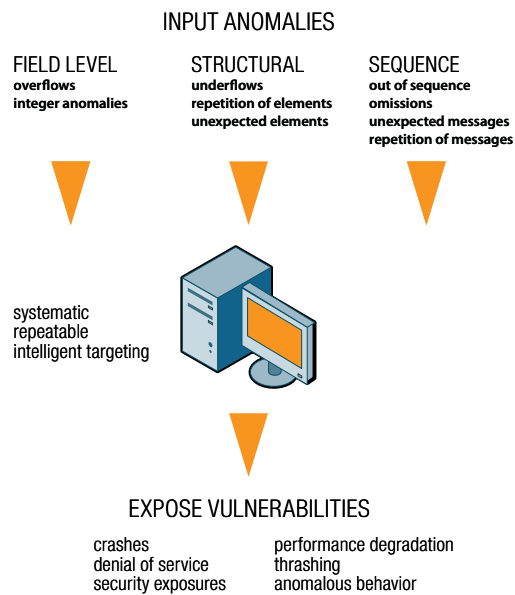 INPUT ANOMALIES
FIELD LEVEL
overflows
integer anomalies
STRUCTURAL
underflows
repetition of elements
unexpected elements
SEQUENCE
out of sequence
omissions
unexpected messages
repetition of messages
systematic
repeatable
intelligent targeting
EXPOSE VULNERABILITIES
crashes
denial of service
security exposures
performance degradation
thrashing
anomalous behavior